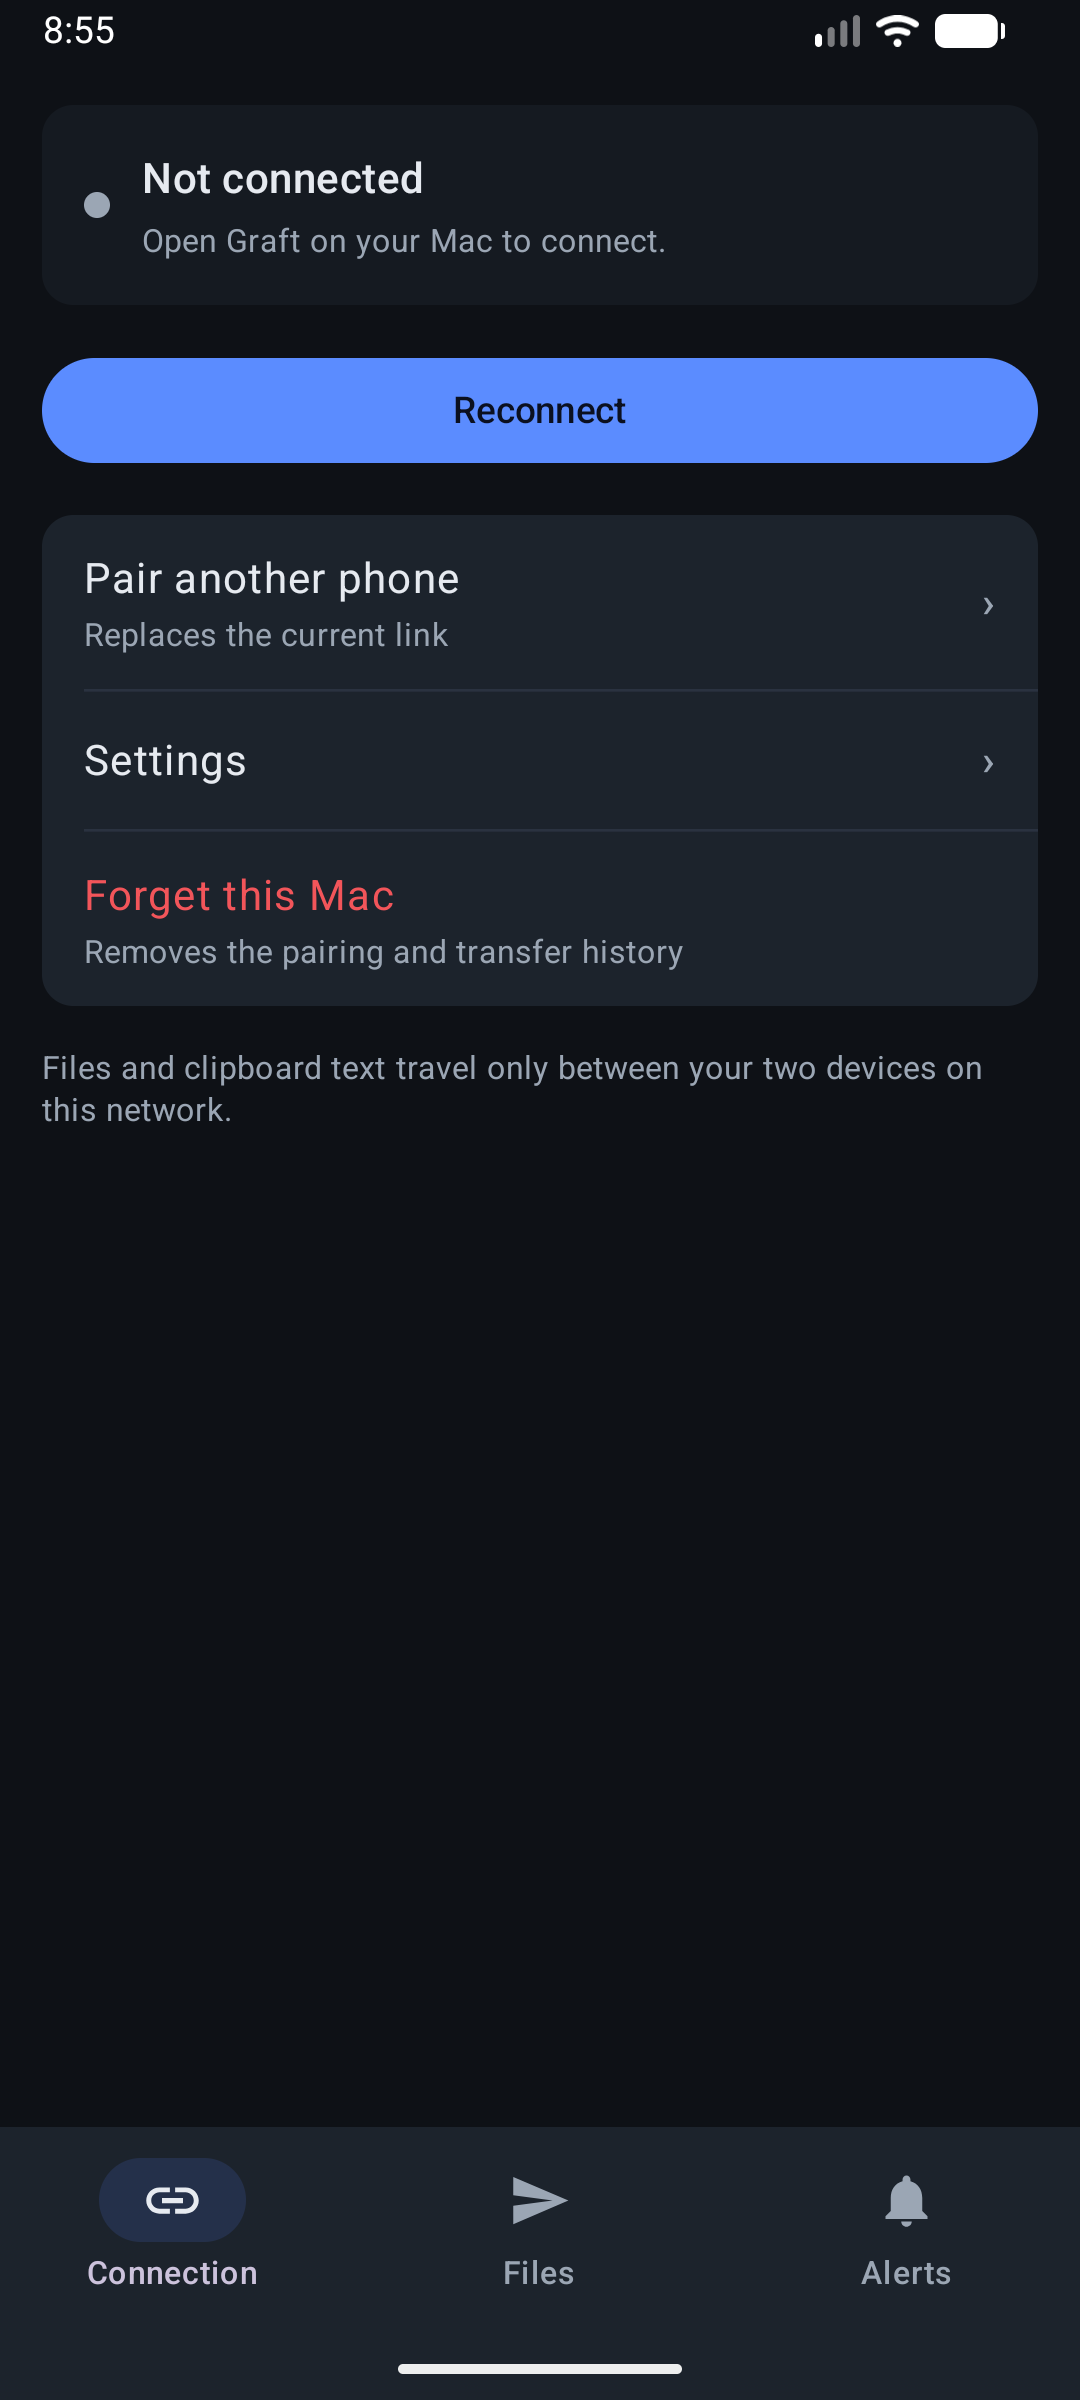 8:55
Not connected
Open Graft on your Mac to connect.
Reconnect
Pair another phone
Replaces the current link
Settings
Forget this Mac
Removes the pairing and transfer history
Files and clipboard text travel only between your two devices on
this network.
Connection
Files
Alerts